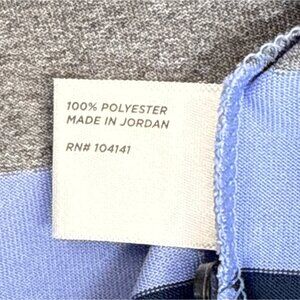 100% POLYESTER
MADE IN JORDAN
RN# 104141